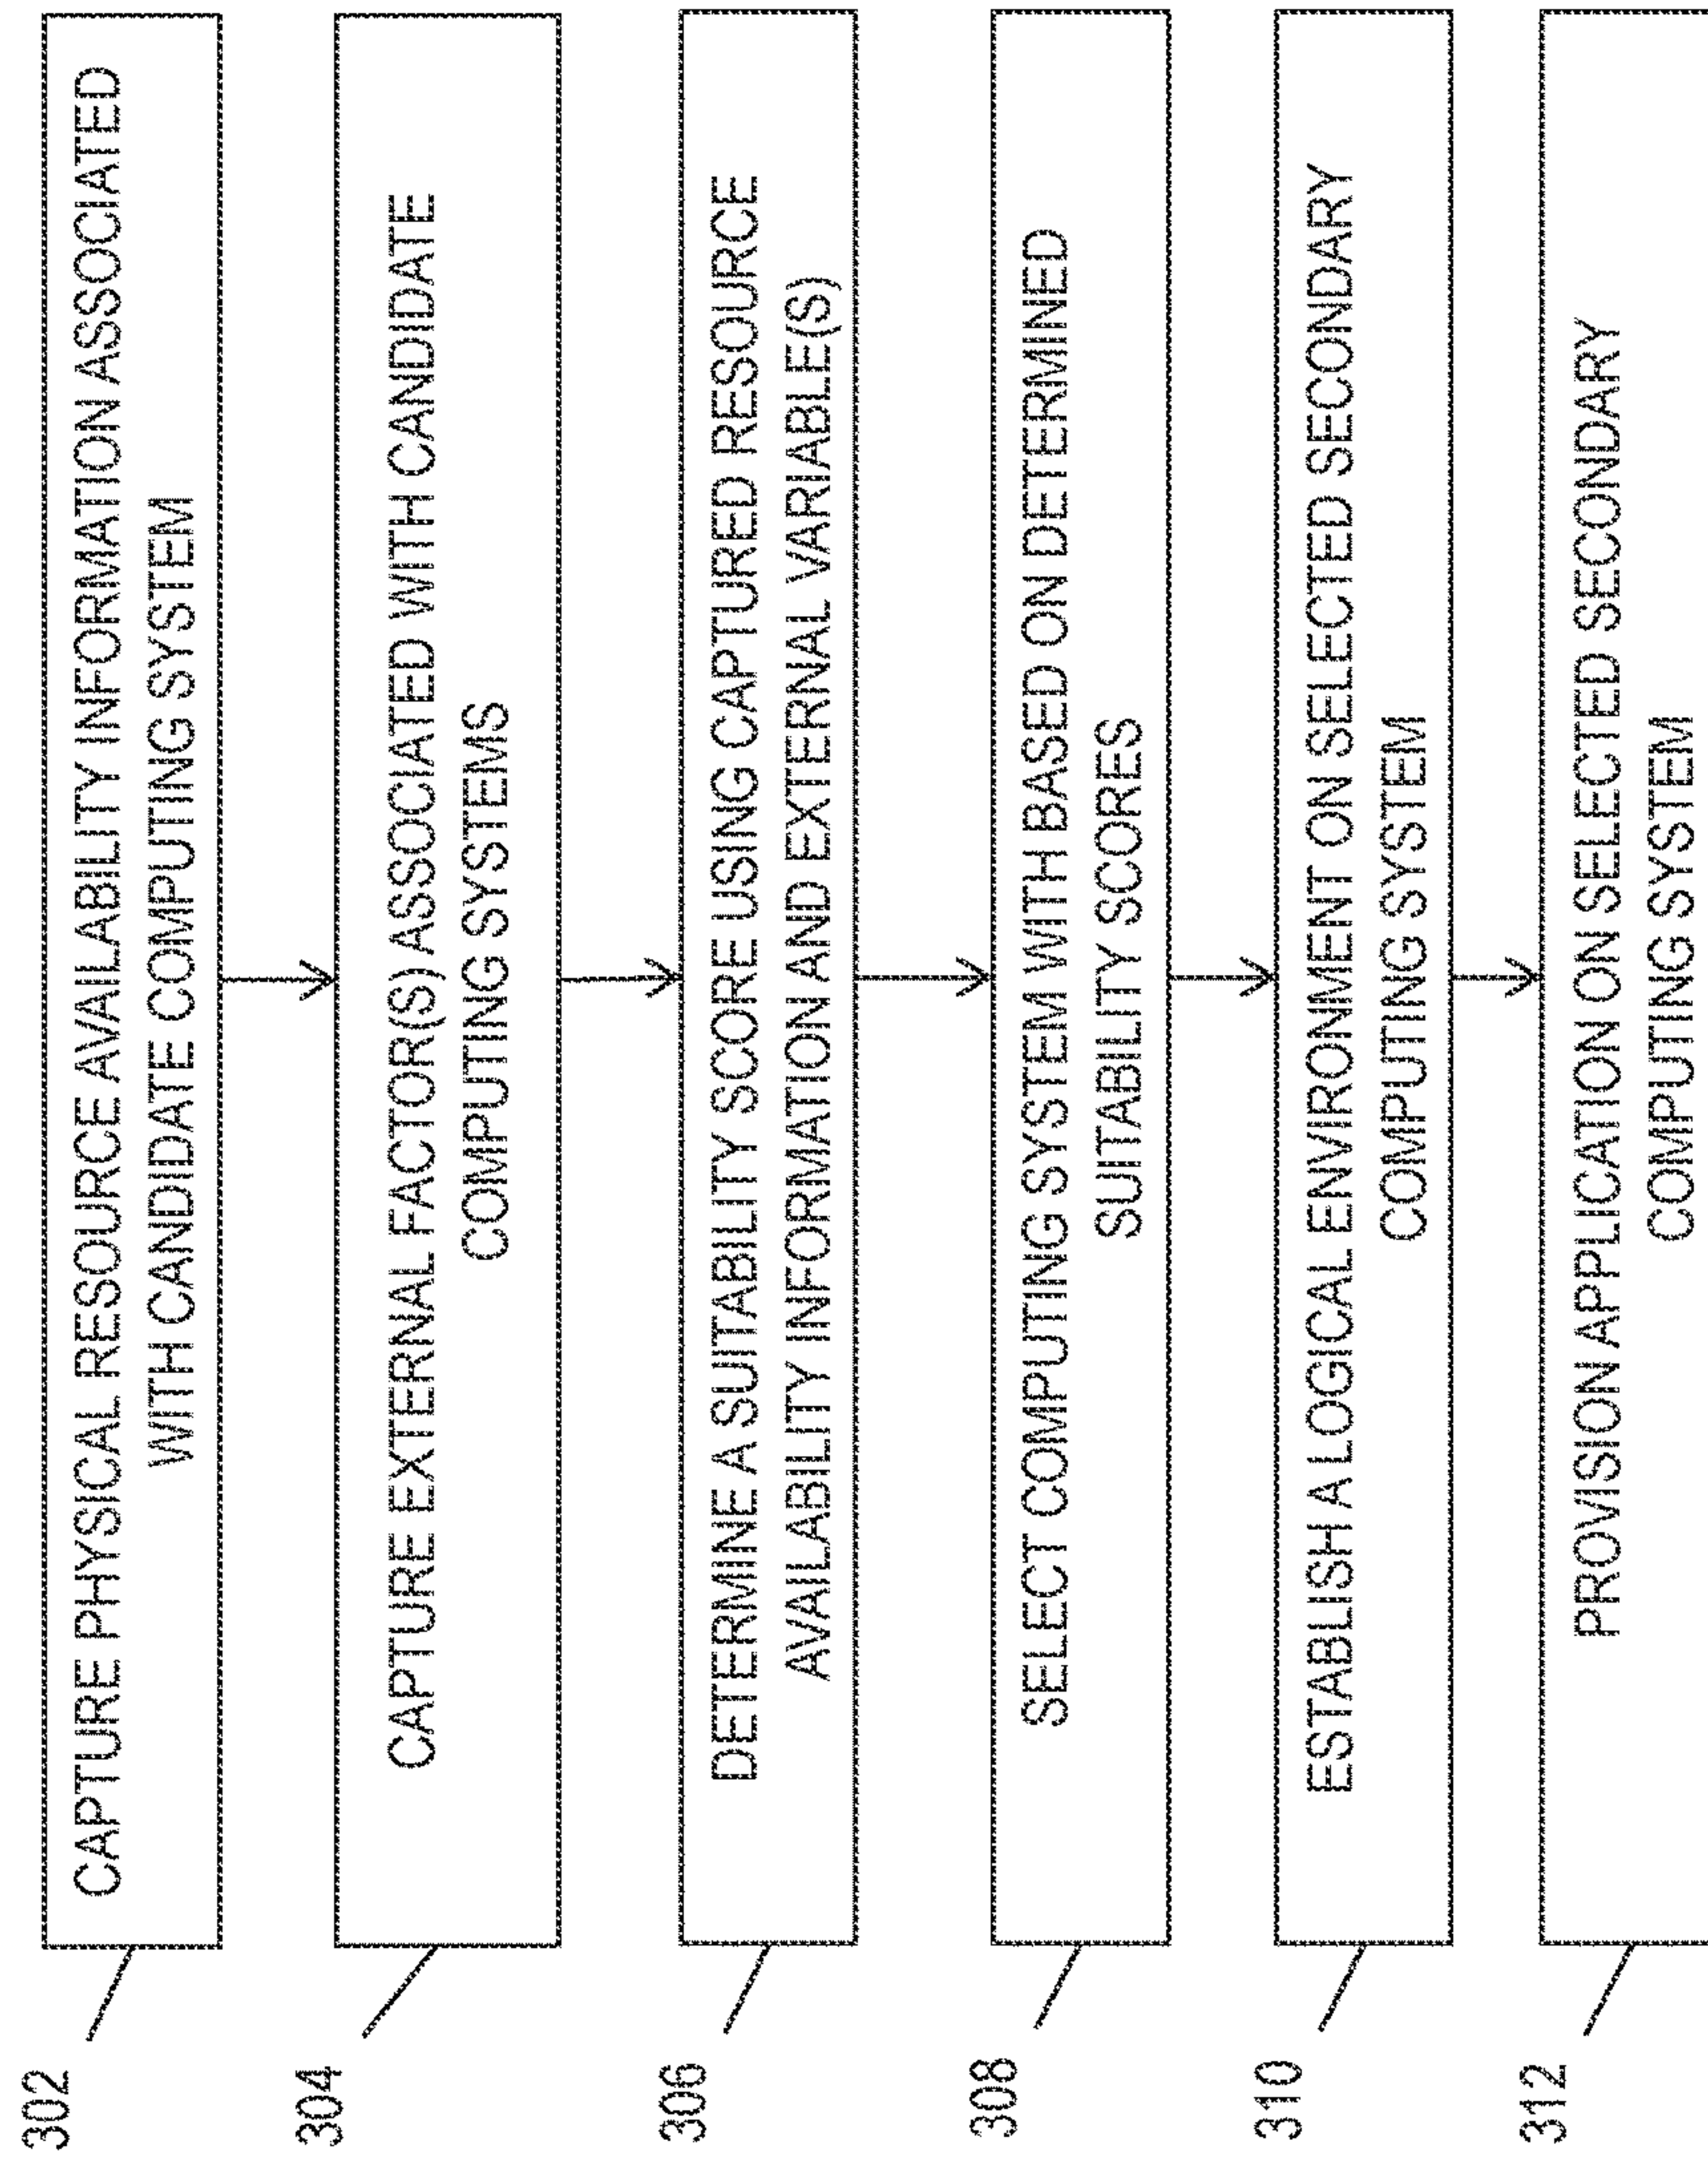 302
CAPTURE PHYSICAL RESOURCE AVAILABILITY INFORMATION ASSOCIATED
WITH CANDIDATE COMPUTING SYSTEM
304
CAPTURE EXTERNAL FACTOR(S) ASSOCIATED WITH CANDIDATE
COMPUTING SYSTEMS
306
DETERMINE A SUITABILITY SCORE USING CAPTURED RESOURCE
AVAILABILITY INFORMATION AND EXTERNAL VARIABLE(S)
308
SELECT COMPUTING SYSTEM WITH BASED ON DETERMINED
SUITABILITY SCORES
310
ESTABLISH A LOGICAL ENVIRONMENT ON SELECTED SECONDARY
COMPUTING SYSTEM
312
PROVISION APPLICATION ON SELECTED SECONDARY
COMPUTING SYSTEM